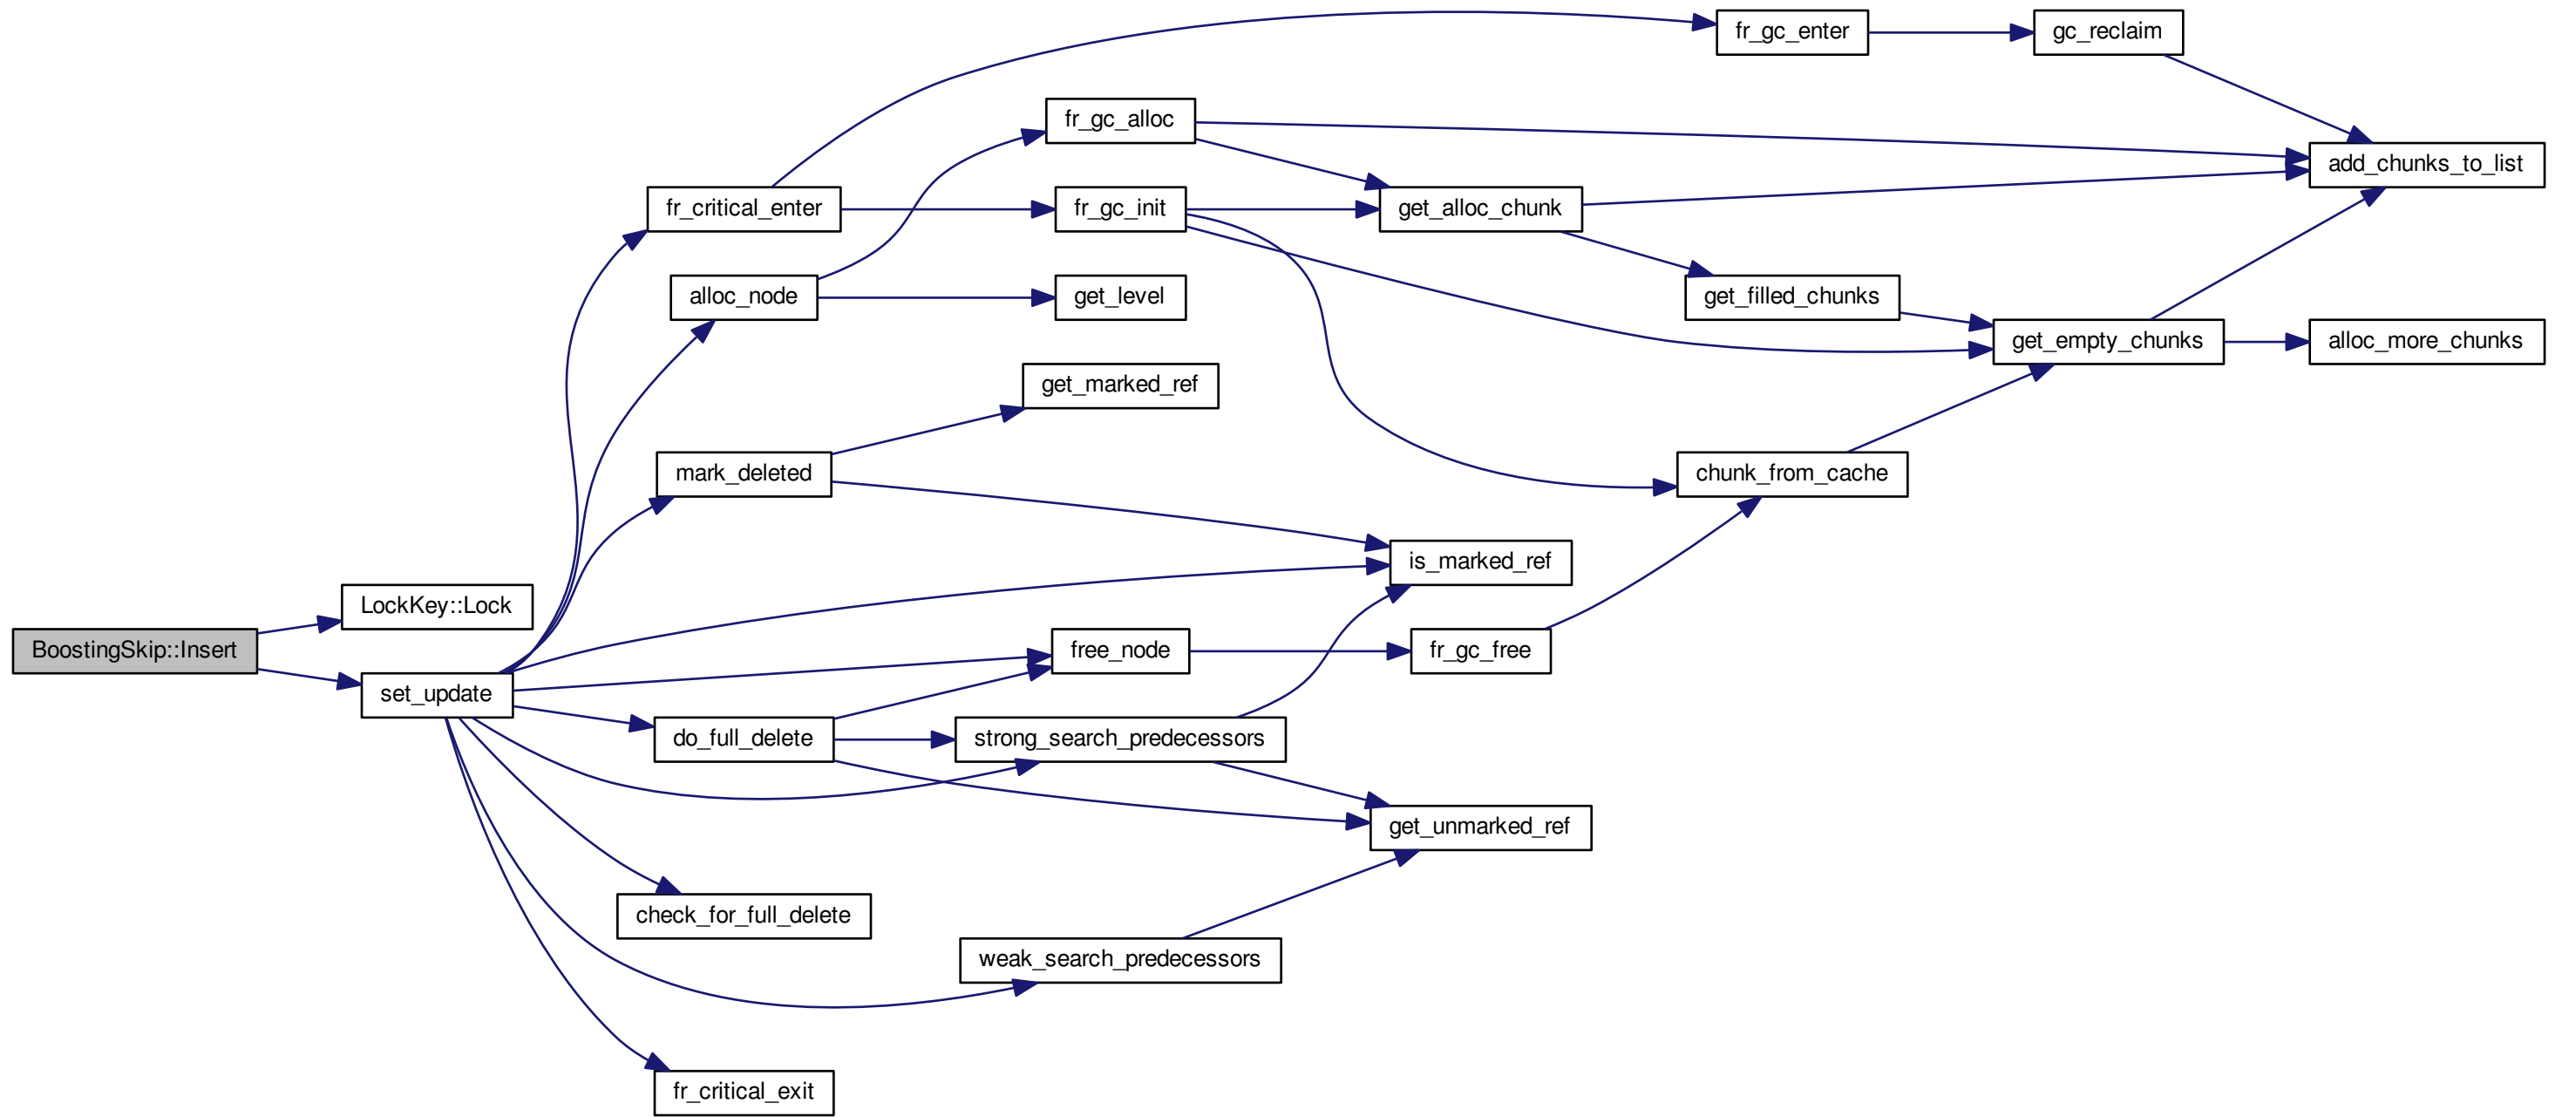 fr_gc_enter
gc_reclaim
fr_gc_alloc
add_chunks_to_list
fr_critical_enter
fr_gc_init
get_alloc_chunk
alloc_node
get_level
get_filled_chunks
get_empty_chunks
alloc_more_chunks
get_marked_ref
mark_deleted
chunk_from_cache
is_marked_ref
LockKey::Lock
BoostingSkip::Insert
free_node
fr_gc_free
set_update
do_full_delete
strong_search_predecessors
get_unmarked_ref
check_for_full_delete
weak_search_predecessors
fr_critical_exit